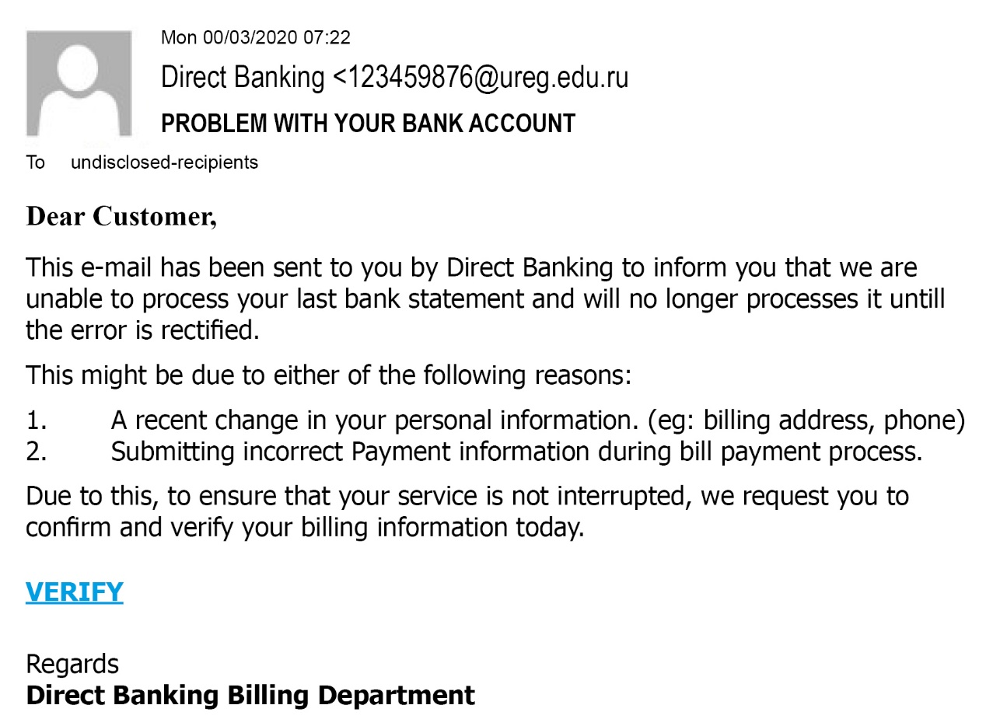 Mon 00/03/2020 07:22
Direct Banking <123459876@ureg.edu.ru
PROBLEM WITH YOUR BANK ACCOUNT
To undisclosed-recipients
Dear Customer,
This e-mail has been sent to you by Direct Banking to inform you that we are
unable to process your last bank statement and will no longer processes it untill
the error is rectified.
This might be due to either of the following reasons:
1. A recent change in your personal information. (eg: billing address, phone)
2. Submitting incorrect Payment information during bill payment process.
Due to this, to ensure that your service is not interrupted, we request you to
confirm and verify your billing information today.
VERIFY
Regards
Direct Banking Billing Department